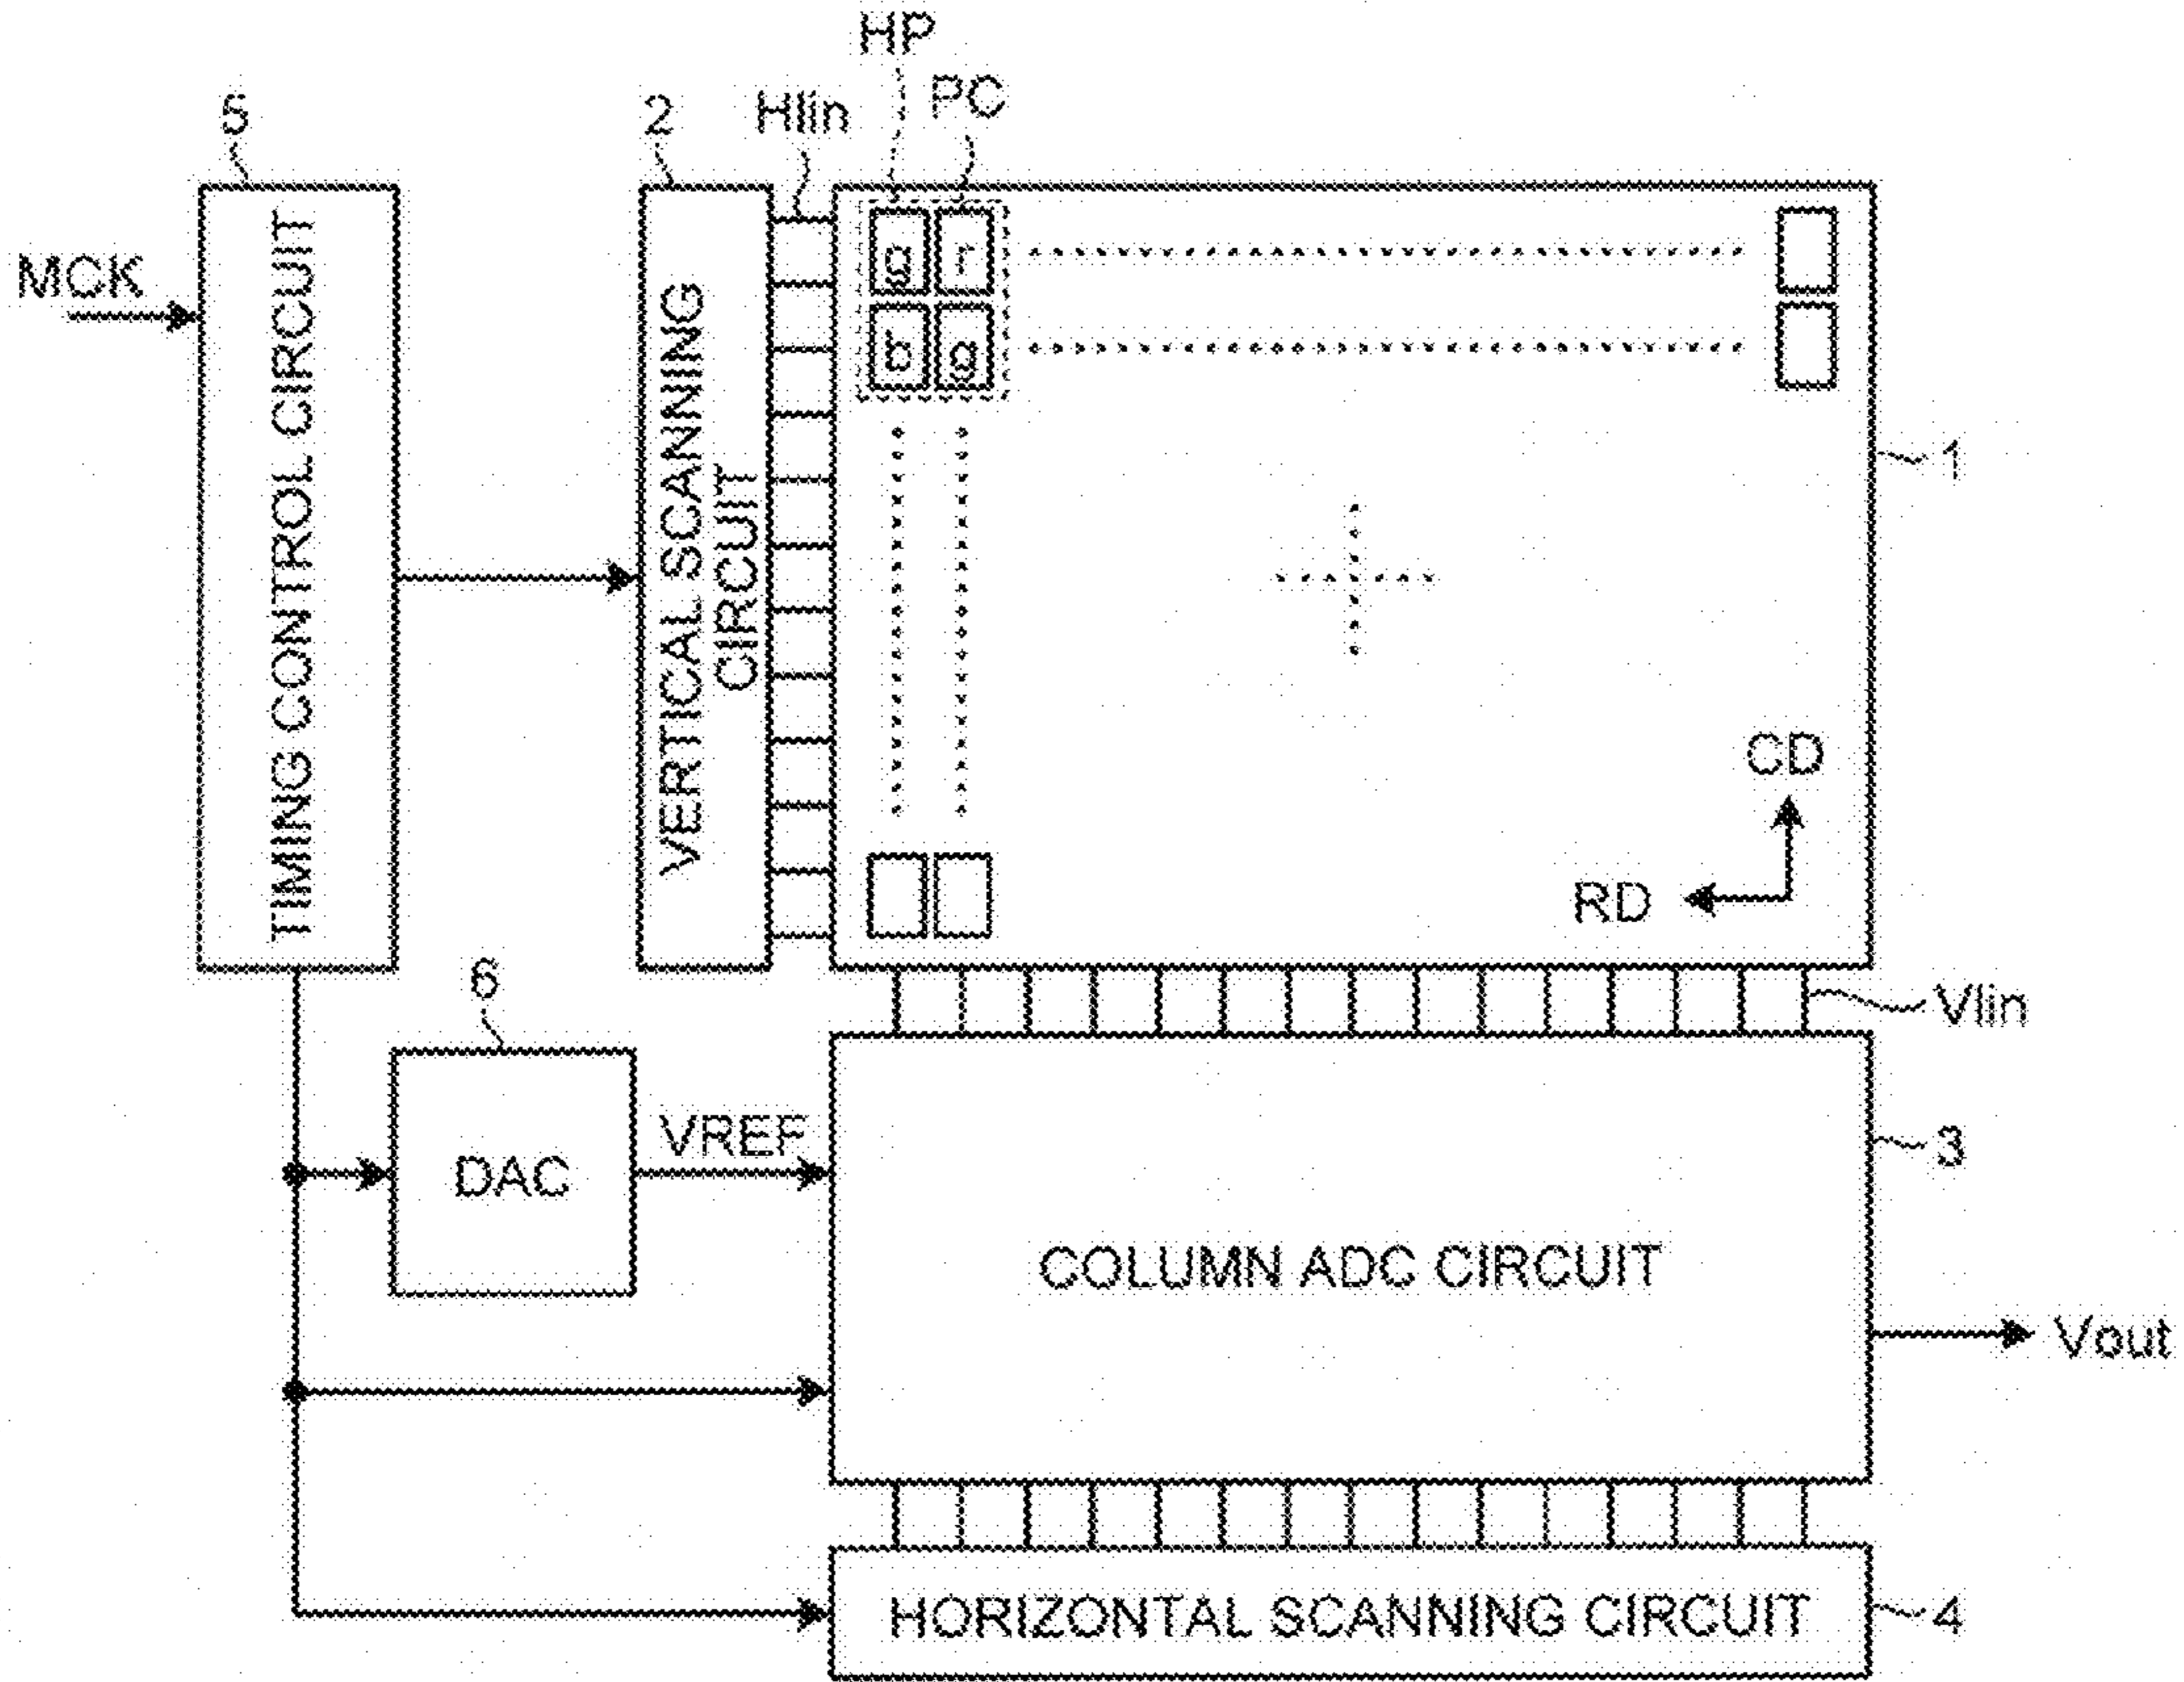 HP
PC
5
2
Hlin
MCK
TIMING CONTROL CIRCUIT
VERTICAL SCANNING
CIRCUIT
g r
b g
1
CD
RD
Vlin
6
DAC
VREF
COLUMN ADC CIRCUIT
3
Vout
HORIZONTAL SCANNING CIRCUIT
4